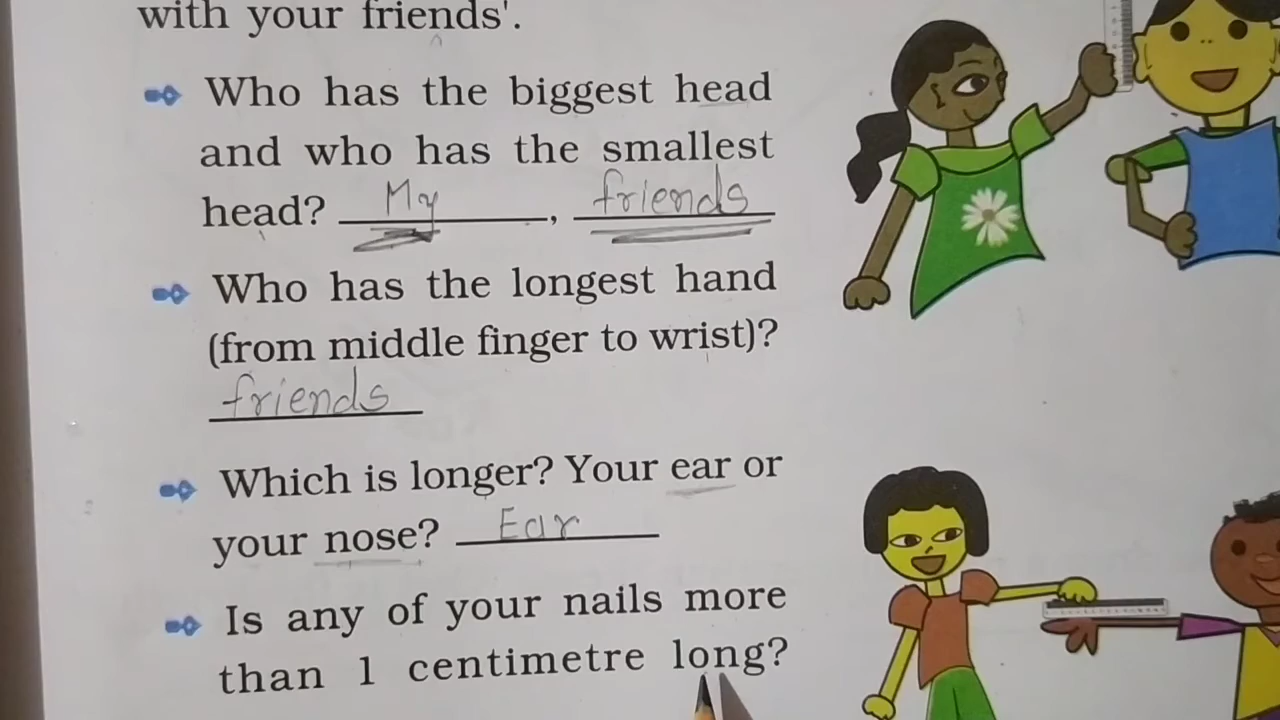 with your friends'.
Who has the biggest head
and who has the smallest
head? My, friends
Who has the longest hand
(from middle finger to wrist)?
friends
Which is longer? Your ear or
your nose? Ear
Is any of your nails more
than 1 centimetre long?